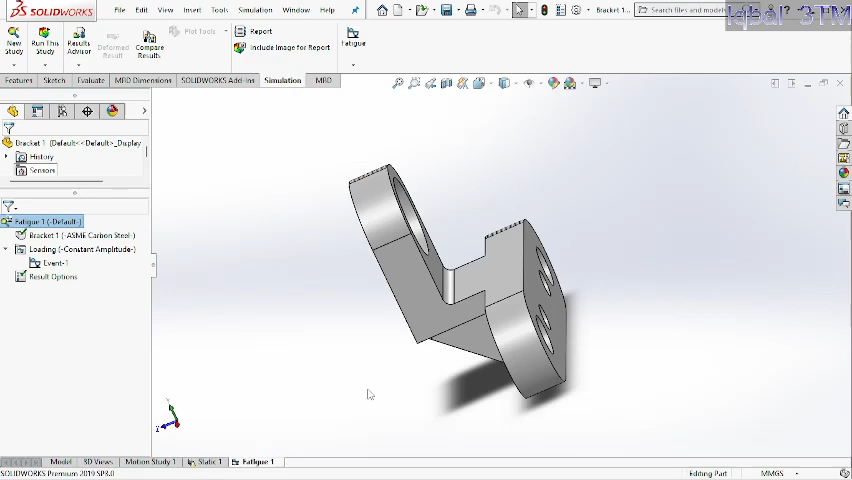 SOLIDWORKS File Edit View Insert Tools Simulation Window Help Bracket 1... Search files and models
Iqbal_3TM
New Study Run This Study Results Advisor Deformed Result Compare Results Plot Tools Report Include Image for Report Fatigue
Features Sketch Evaluate MBD Dimensions SOLIDWORKS Add-Ins Simulation MBD
Bracket 1 (Default<<Default>_Display
History
Sensors
Fatigue 1 (-Default-)
Bracket 1 (-ASME Carbon Steel-)
Loading (-Constant Amplitude-)
Event-1
Result Options
Model 3D Views Motion Study 1 Static 1 Fatigue 1
SOLIDWORKS Premium 2019 SP3.0 Editing Part MMGS